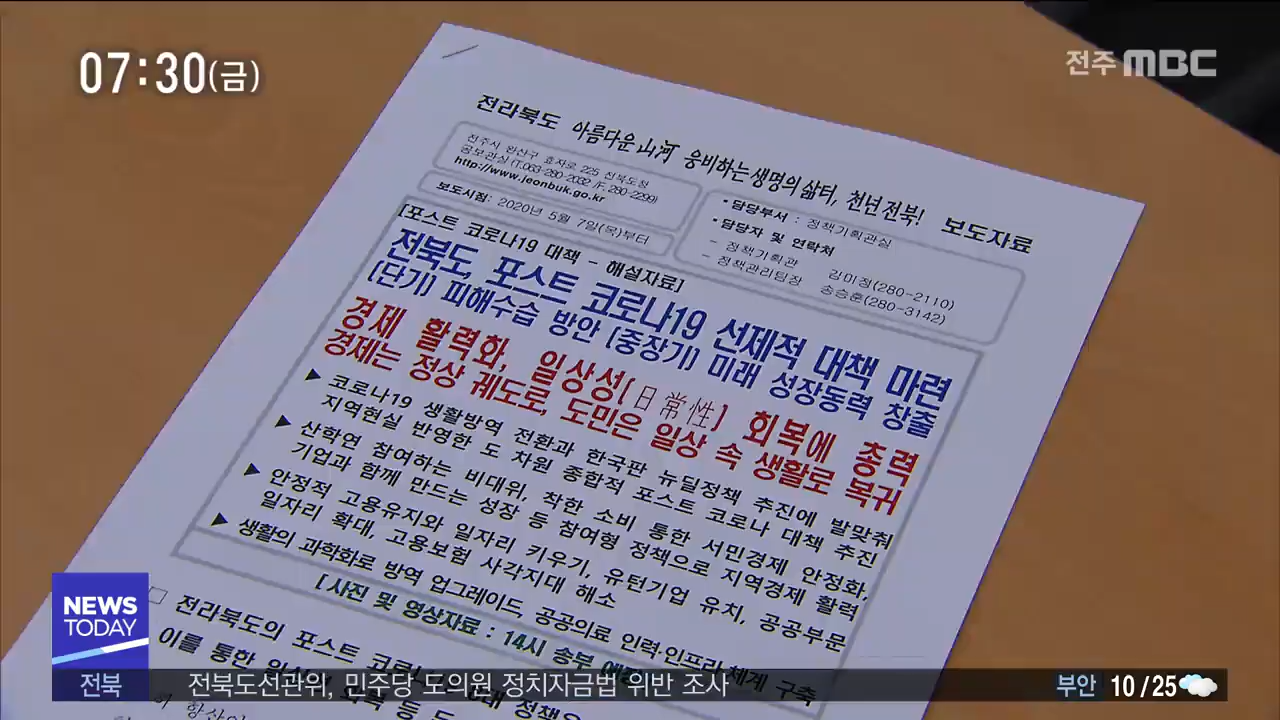 07:30(금)
전주 MBC
전라북도 아름다운 山河 웅비하는 생명의 삶터, 천년 전북! 보도자료
전주시 완산구 효자로 225 전북도청
공보관실 (T.063-280-2032 /F. 280-2299)
http://www.jeonbuk.go.kr
보도시점: 2020년 5월 7일(목)부터
• 담당부서 : 정책기획관실
• 담당자 및 연락처
- 정책기획관 강미정(280-2110)
- 정책관리팀장 송승훈(280-3142)
[포스트 코로나19 대책 - 해설자료]
전북도, 포스트 코로나19 선제적 대책 마련
(단기) 피해수습 방안 (중장기) 미래 성장동력 창출
경제 활력화, 일상성(日常性) 회복에 총력
경제는 정상 궤도로, 도민은 일상 속 생활로 복귀
▶ 코로나19 생활방역 전환과 한국판 뉴딜정책 추진에 발맞춰
지역현실 반영한 도 차원 종합적 포스트 코로나 대책 추진
▶ 산학연 참여하는 비대위, 착한 소비 통한 서민경제 안정화,
기업과 함께 만드는 성장 등 참여형 정책으로 지역경제 활력
▶ 안정적 고용유지와 일자리 키우기, 유턴기업 유치, 공공부문
일자리 확대, 고용보험 사각지대 해소
▶ 생활의 과학화로 방역 업그레이드, 공공의료 인력·인프라 체계 구축
[사진 및 영상자료 : 14시 송부
□ 전라북도의 포스트
이를 통한
NEWS
TODAY
전북
전북도선관위, 민주당 도의원 정치자금법 위반 조사
부안 10 / 25